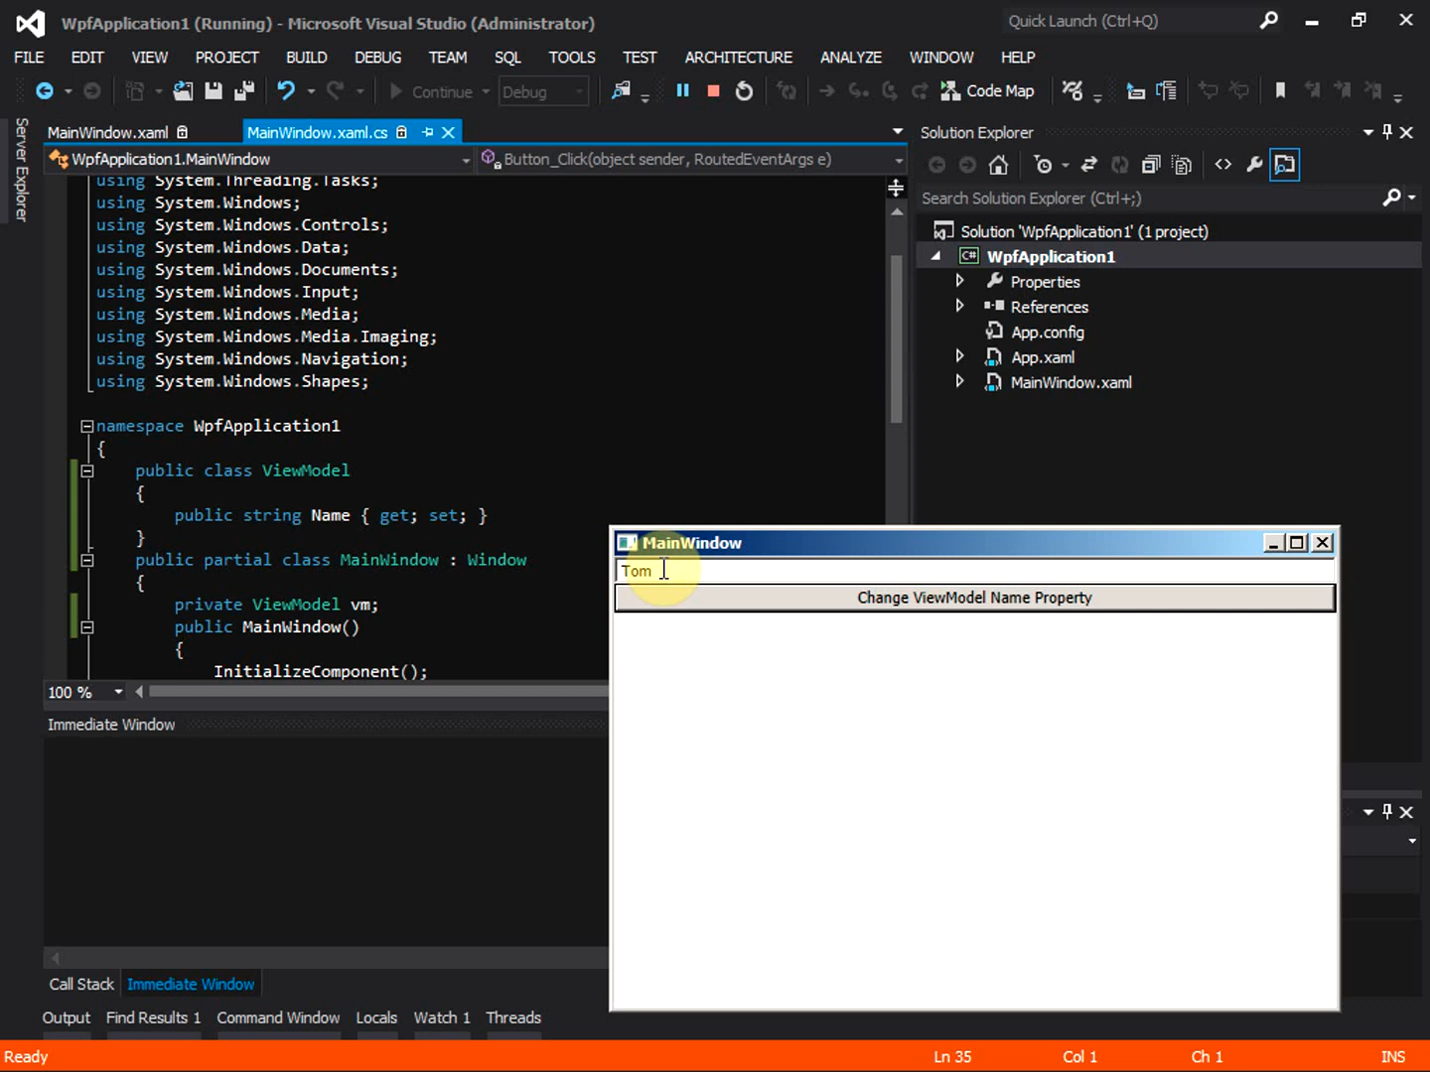 WpfApplication1 (Running) - Microsoft Visual Studio (Administrator)
Quick Launch (Ctrl+Q)
FILE EDIT VIEW PROJECT BUILD DEBUG TEAM SQL TOOLS TEST ARCHITECTURE ANALYZE WINDOW HELP
Continue Debug Code Map
Server Explorer
MainWindow.xaml MainWindow.xaml.cs
WpfApplication1.MainWindow Button_Click(object sender, RoutedEventArgs e)
using System.Threading.Tasks;
using System.Windows;
using System.Windows.Controls;
using System.Windows.Data;
using System.Windows.Documents;
using System.Windows.Input;
using System.Windows.Media;
using System.Windows.Media.Imaging;
using System.Windows.Navigation;
using System.Windows.Shapes;
namespace WpfApplication1
{
public class ViewModel
{
public string Name { get; set; }
}
public partial class MainWindow : Window
{
private ViewModel vm;
public MainWindow()
{
InitializeComponent();
100 %
Solution Explorer
Search Solution Explorer (Ctrl+;)
Solution 'WpfApplication1' (1 project)
C# WpfApplication1
Properties
References
App.config
App.xaml
MainWindow.xaml
MainWindow
Tom
Change ViewModel Name Property
Immediate Window
Call Stack Immediate Window
Output Find Results 1 Command Window Locals Watch 1 Threads
Ready Ln 35 Col 1 Ch 1 INS